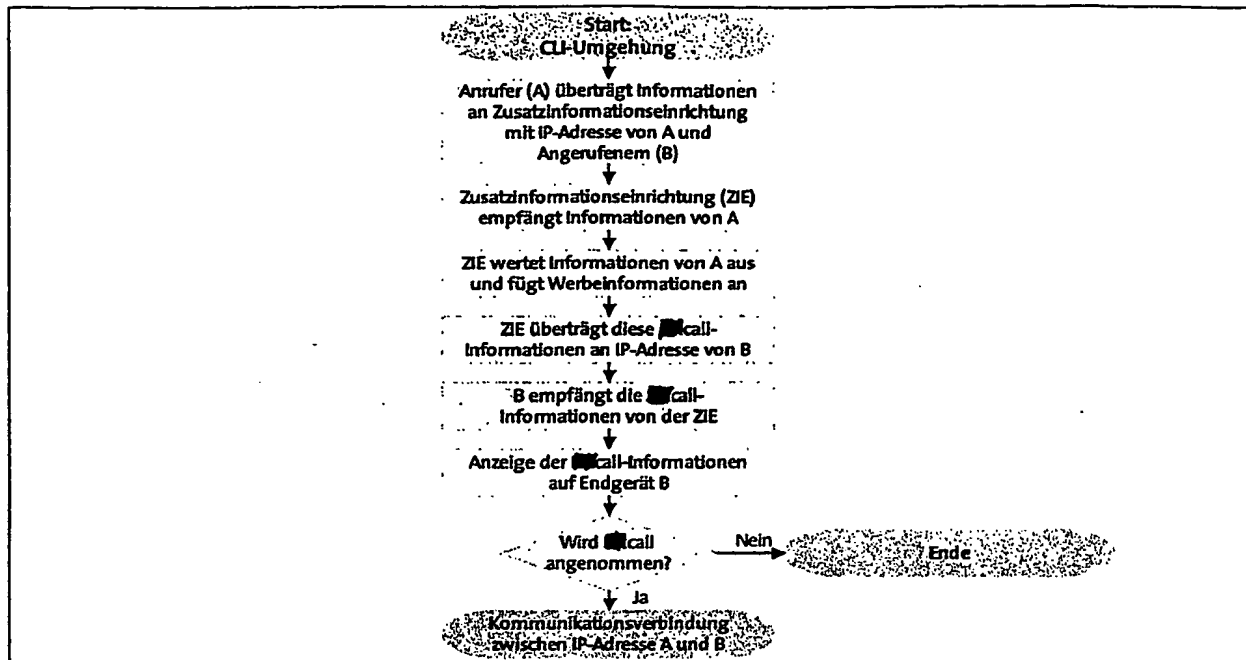 Start:
CLI-Umgehung
Anrufer (A) überträgt Informationen
an Zusatzinformationseinrichtung
mit IP-Adresse von A und
Angerufenem (B)
Zusatzinformationseinrichtung (ZIE)
empfängt Informationen von A
ZIE wertet Informationen von A aus
und fügt Werbeinformationen an
ZIE überträgt diese call-
Informationen an IP-Adresse von B
B empfängt die call-
Informationen von der ZIE
Anzeige der call-Informationen
auf Endgerät B
Wird call
angenommen?
Nein
Ende
Ja
Kommunikationsverbindung
zwischen IP-Adresse A und B